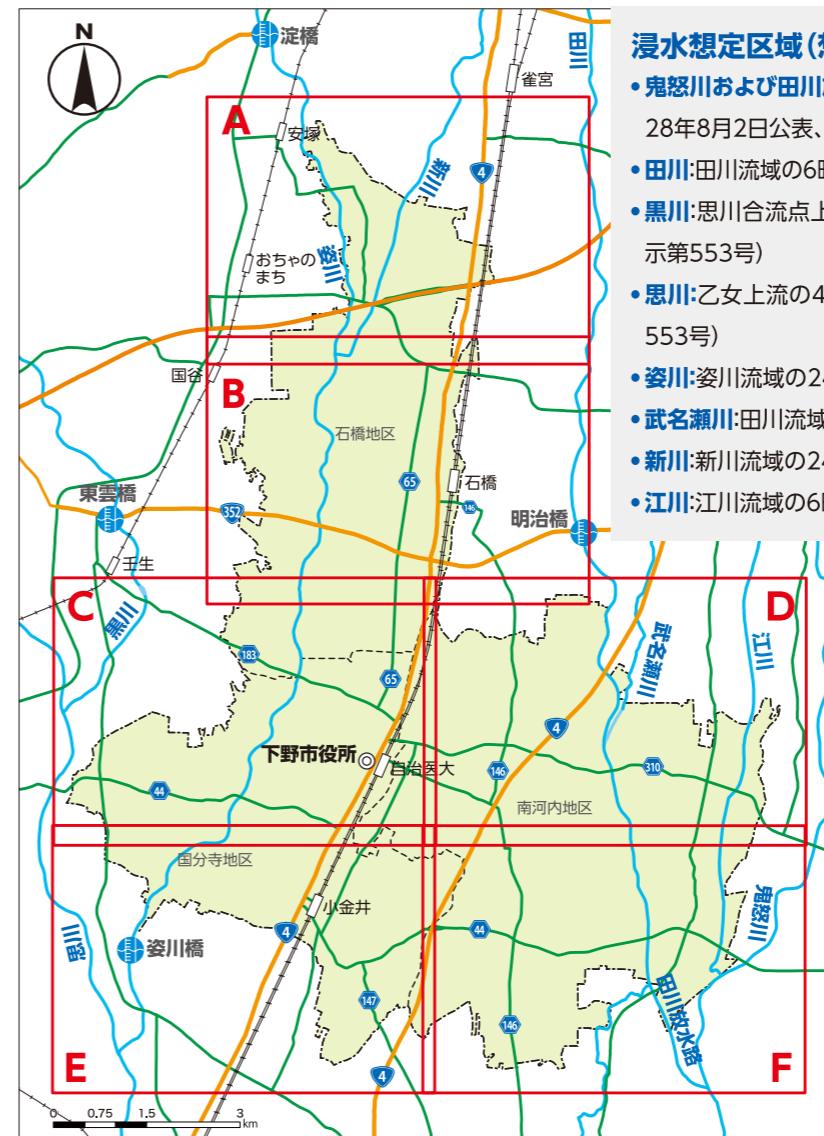 N
淀橋
田川
雀宮
浸水想定区域(想
•鬼怒川および田川
28年8月2日公表、
•田川:田川流域の6時
•黒川:思川合流点上
示第553号)
•思川:乙女上流の4
553号)
•姿川:姿川流域の24
•武名瀬川:田川流域
•新川:新川流域の24
•江川:江川流域の6
A
安塚
新川
4
おちゃの
まち
姿川
国谷
B
石橋地区
65
石橋
東雲橋
352
146
明治橋
壬生
C
D
黒川
武名瀬川
江川
183
65
4
下野市役所
自治医大
44
146
310
南河内地区
国分寺地区
小金井
鬼怒川
思川
姿川橋
4
44
147
146
田川放水路
E
4
F
0 0.75 1.5 3
km